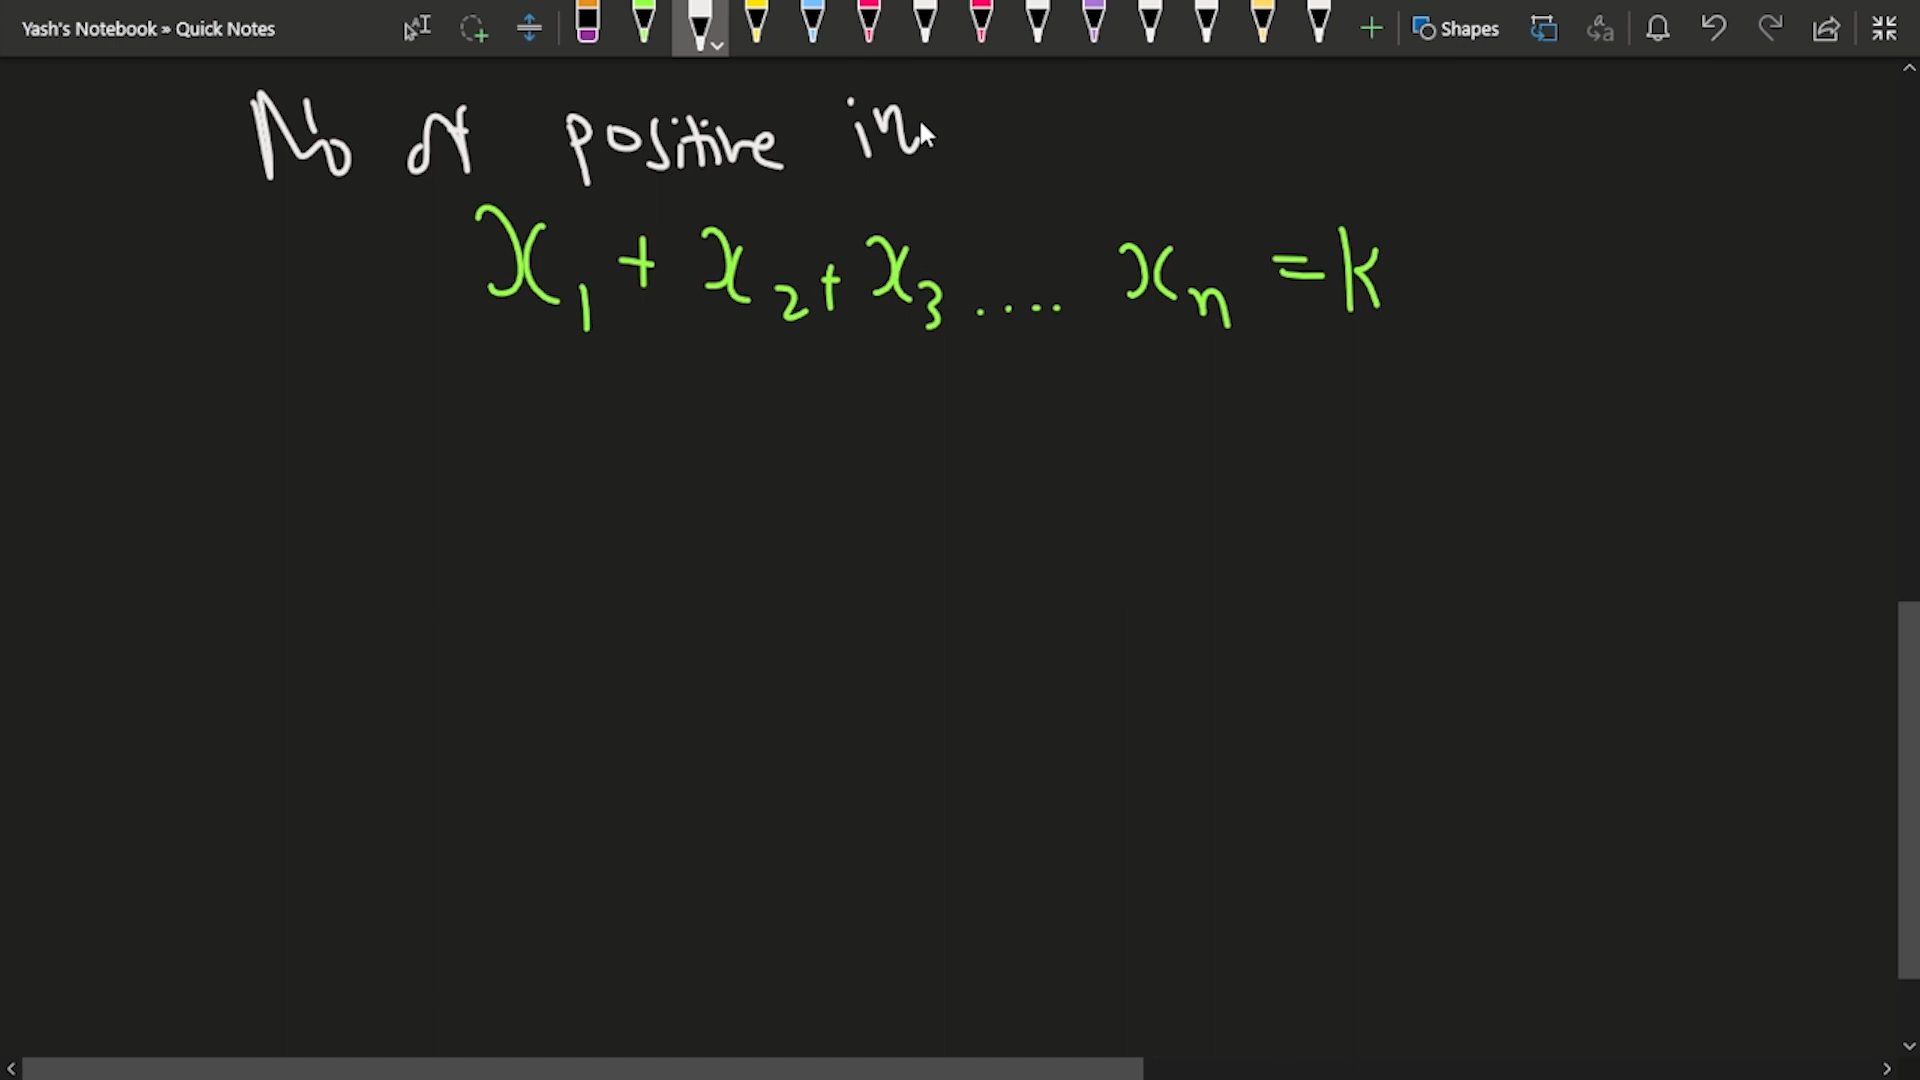 Yash's Notebook » Quick Notes
Shapes
No of positive in
x₁ + x₂ + x₃ .... xₙ = k